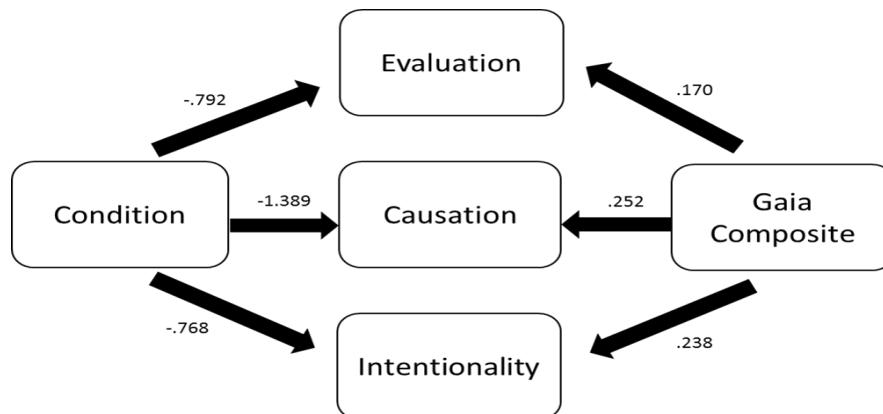 Evaluation
-.792
.170
Condition
-1.389
Causation
.252
Gaia
Composite
-.768
.238
Intentionality